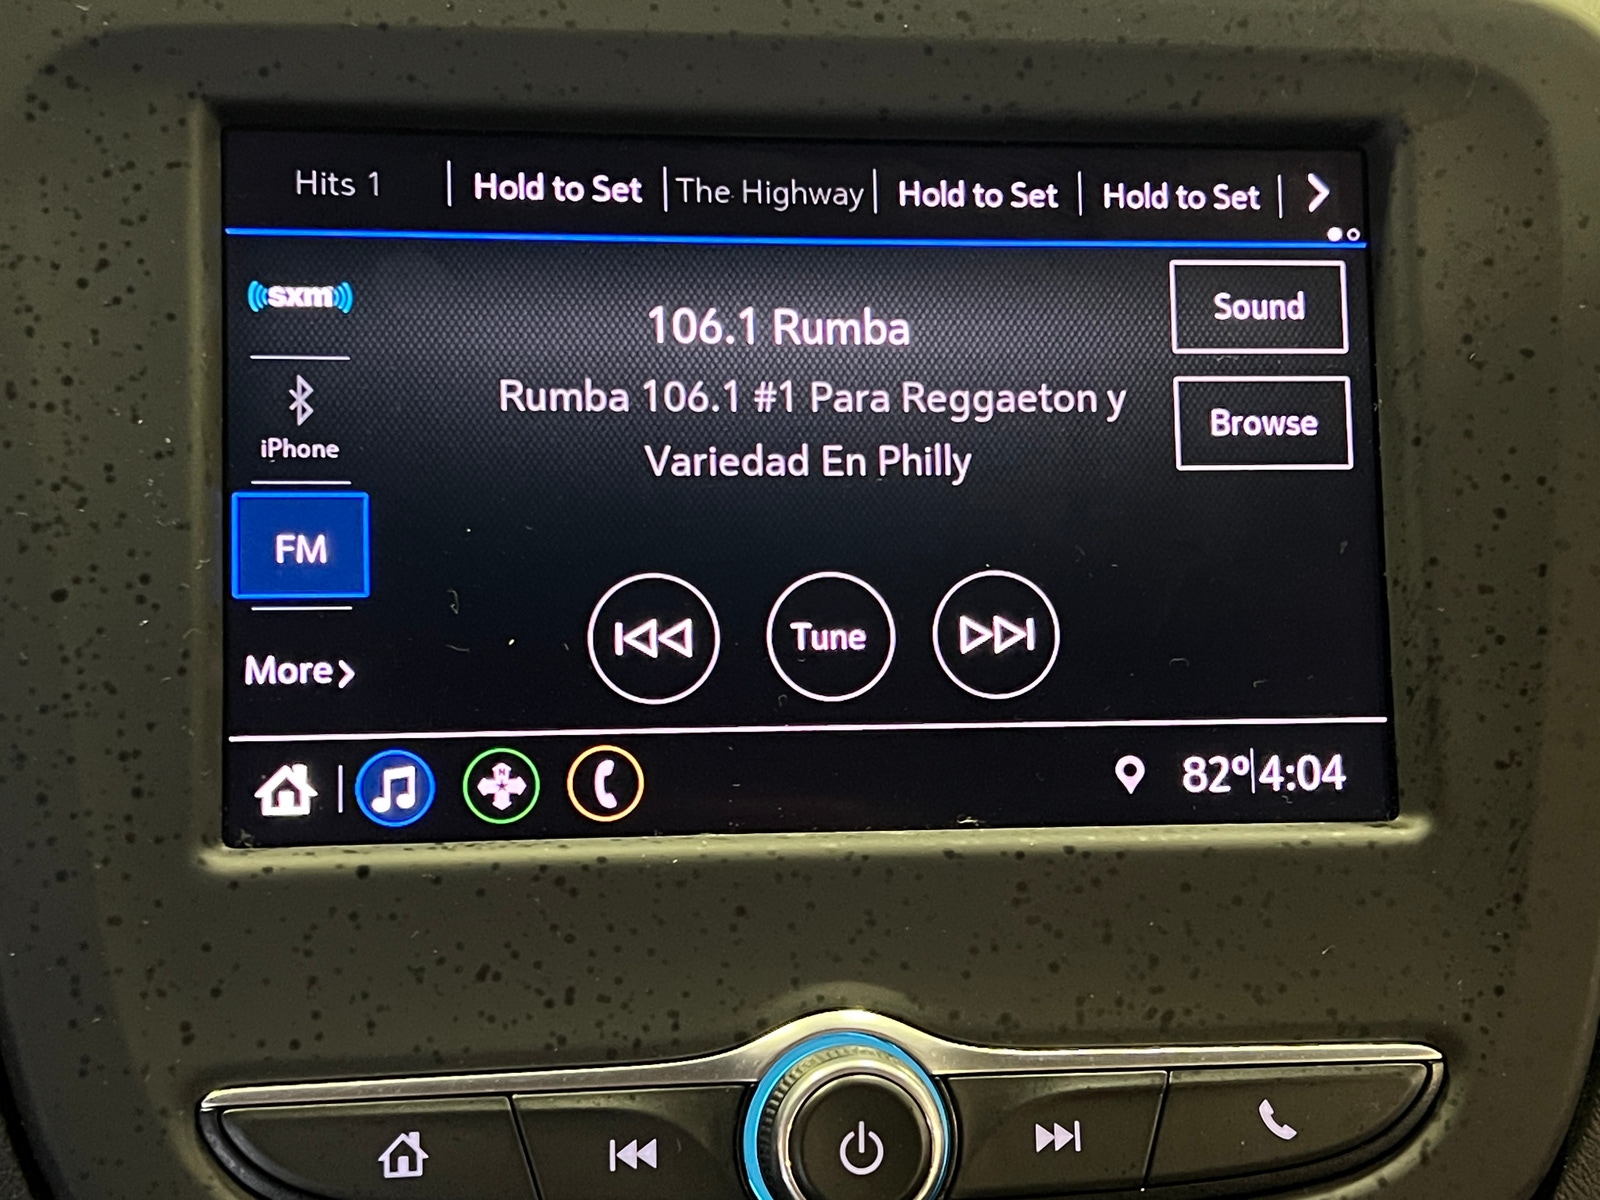 Hits 1 | Hold to Set | The Highway | Hold to Set | Hold to Set |
sxm
iPhone
FM
More
106.1 Rumba
Rumba 106.1 #1 Para Reggaeton y
Variedad En Philly
Sound
Browse
Tune
N
82º|4:04